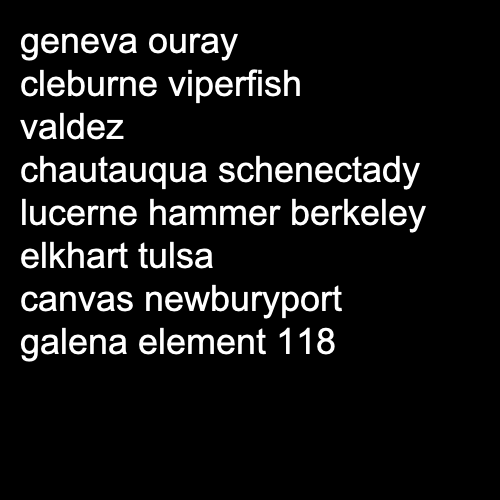 geneva ouray
cleburne viperfish
valdez
chautauqua schenectady
lucerne hammer berkeley
elkhart tulsa
canvas newburyport
galena element 118